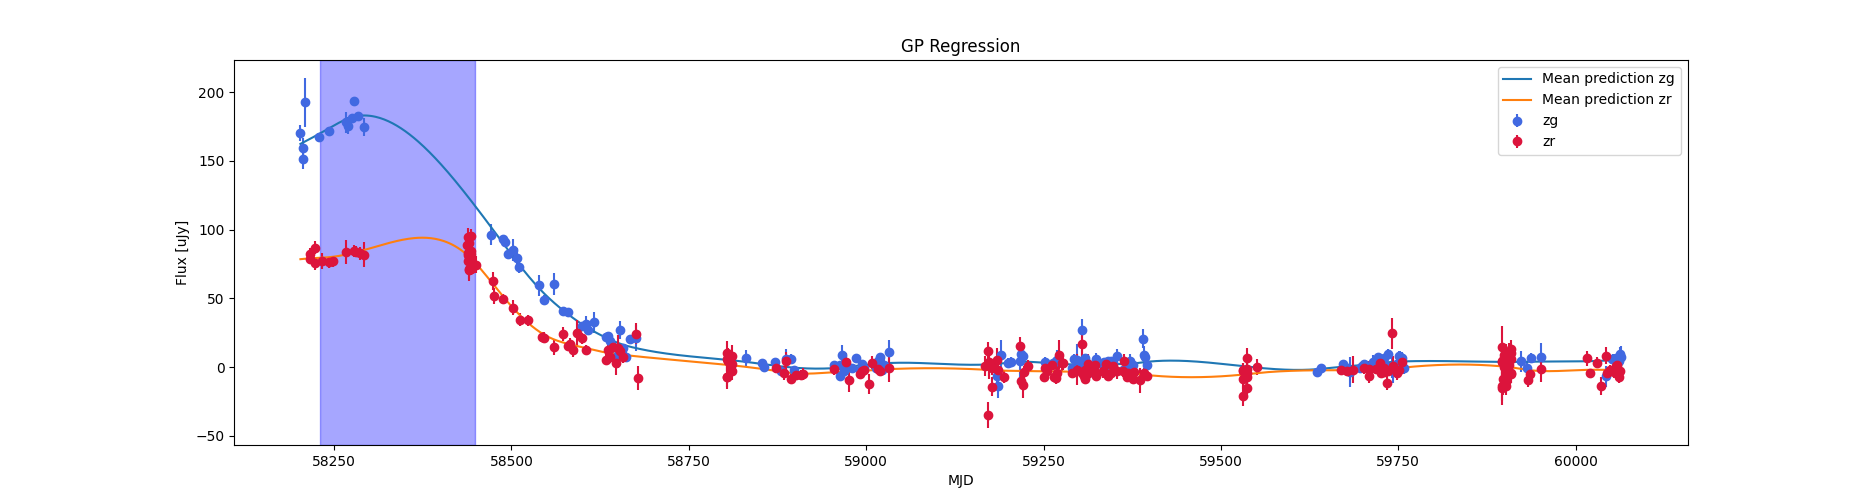 GP Regression
Flux [uJy]
200
150
100
50
0
−50
58250
58500
58750
59000
59250
59500
59750
60000
MJD
Mean prediction zg
Mean prediction zr
zg
zr